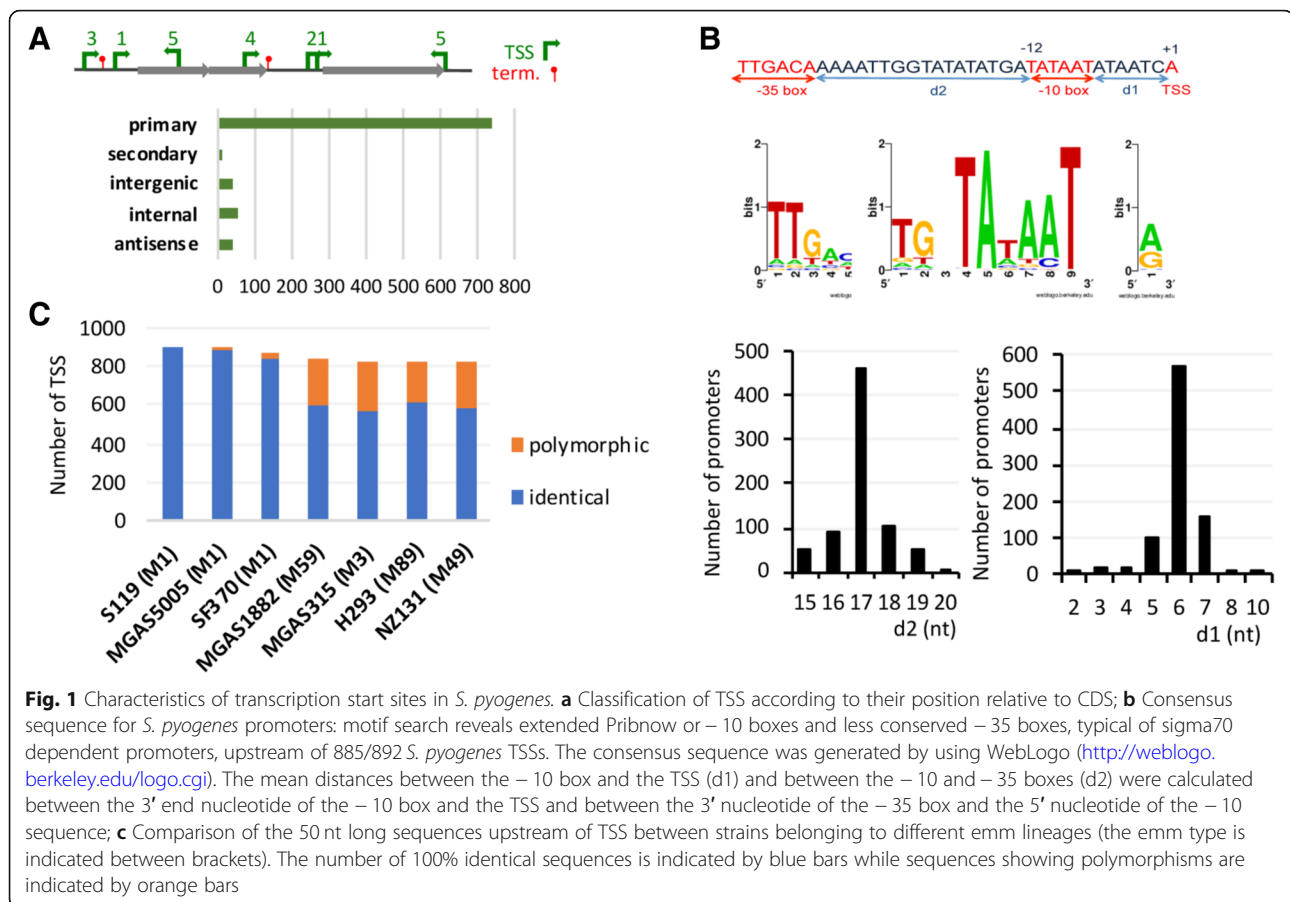 A
3 1 5 4 21 5
TSS
term.
primary
secondary
intergenic
internal
antisense
0 100 200 300 400 500 600 700 800
B
-12 +1
TTGACAAAAATTGGTATATATGATATAATATAATCA
-35 box d2 -10 box d1 TSS
2
1
0
bits
5′ 1 2 3 4 5
weblogo
TTGAC
2
1
0
bits
5′ 1 2 3 4 5 6 7 8 9 3′
weblogo.berkeley.edu
TG TATAAT
2
1
0
bits
5′ 1 3′
weblogo.berkeley.edu
A
G
C
1000
800
600
400
200
0
Number of TSS
S119 (M1)
MGAS5005 (M1)
SF370 (M1)
MGAS1882 (M59)
MGAS315 (M3)
H293 (M89)
NZ131 (M49)
polymorphic
identical
500
400
300
200
100
0
Number of promoters
15 16 17 18 19 20
d2 (nt)
600
500
400
300
200
100
0
Number of promoters
2 3 4 5 6 7 8 10
d1 (nt)
Fig. 1 Characteristics of transcription start sites in S. pyogenes. a Classification of TSS according to their position relative to CDS; b Consensus
sequence for S. pyogenes promoters: motif search reveals extended Pribnow or − 10 boxes and less conserved − 35 boxes, typical of sigma70
dependent promoters, upstream of 885/892 S. pyogenes TSSs. The consensus sequence was generated by using WebLogo (http://weblogo.
berkeley.edu/logo.cgi). The mean distances between the − 10 box and the TSS (d1) and between the − 10 and − 35 boxes (d2) were calculated
between the 3′ end nucleotide of the − 10 box and the TSS and between the 3′ nucleotide of the − 35 box and the 5′ nucleotide of the − 10
sequence; c Comparison of the 50 nt long sequences upstream of TSS between strains belonging to different emm lineages (the emm type is
indicated between brackets). The number of 100% identical sequences is indicated by blue bars while sequences showing polymorphisms are
indicated by orange bars